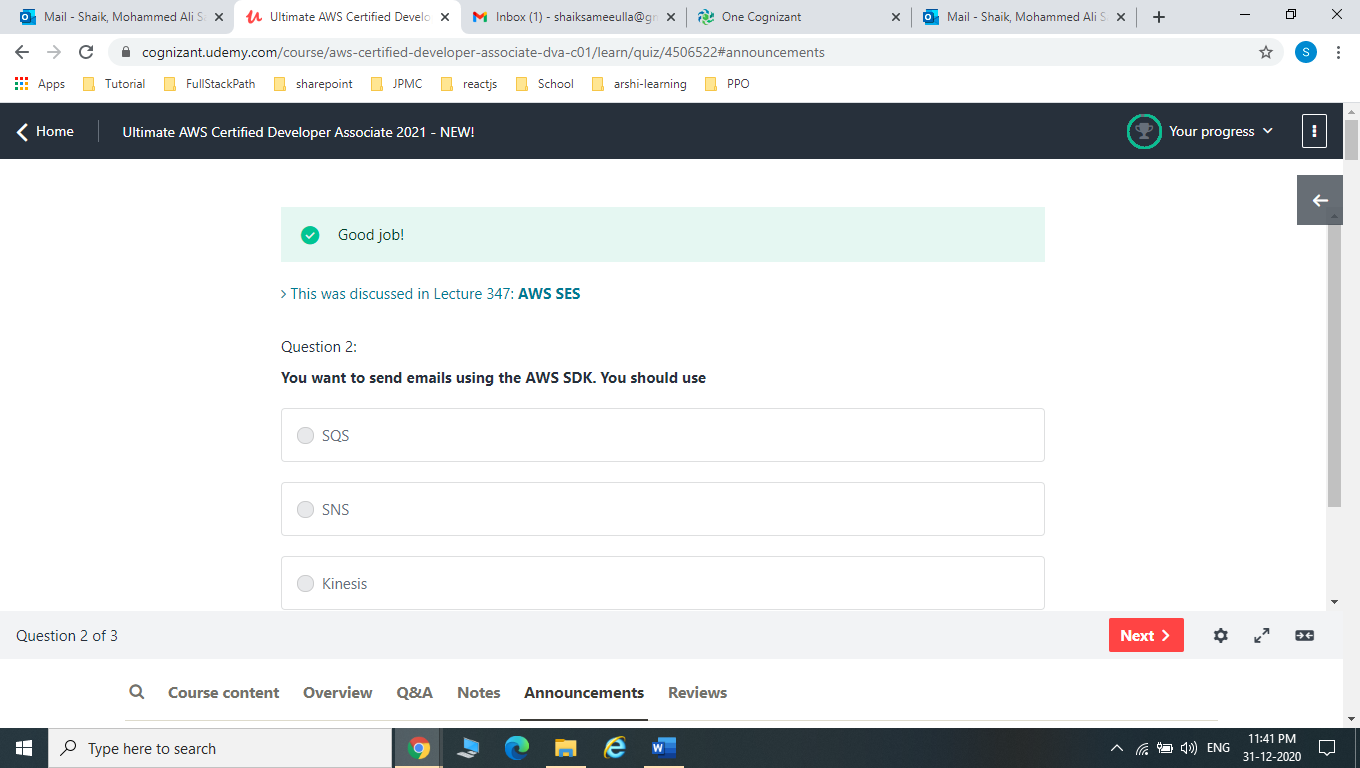 Mail - Shaik, Mohammed Ali S
Ultimate AWS Certified Develo
Inbox (1) - shaiksameeulla@g
One Cognizant
Mail - Shaik, Mohammed Ali S
cognizant.udemy.com/course/aws-certified-developer-associate-dva-c01/learn/quiz/4506522#announcements
S
Apps
Tutorial
FullStackPath
sharepoint
JPMC
reactjs
School
arshi-learning
PPO
Home
Ultimate AWS Certified Developer Associate 2021 - NEW!
Your progress
Good job!
> This was discussed in Lecture 347: AWS SES
Question 2:
You want to send emails using the AWS SDK. You should use
SQS
SNS
Kinesis
Question 2 of 3
Next
Course content
Overview
Q&A
Notes
Announcements
Reviews
Type here to search
ENG
11:41 PM
31-12-2020